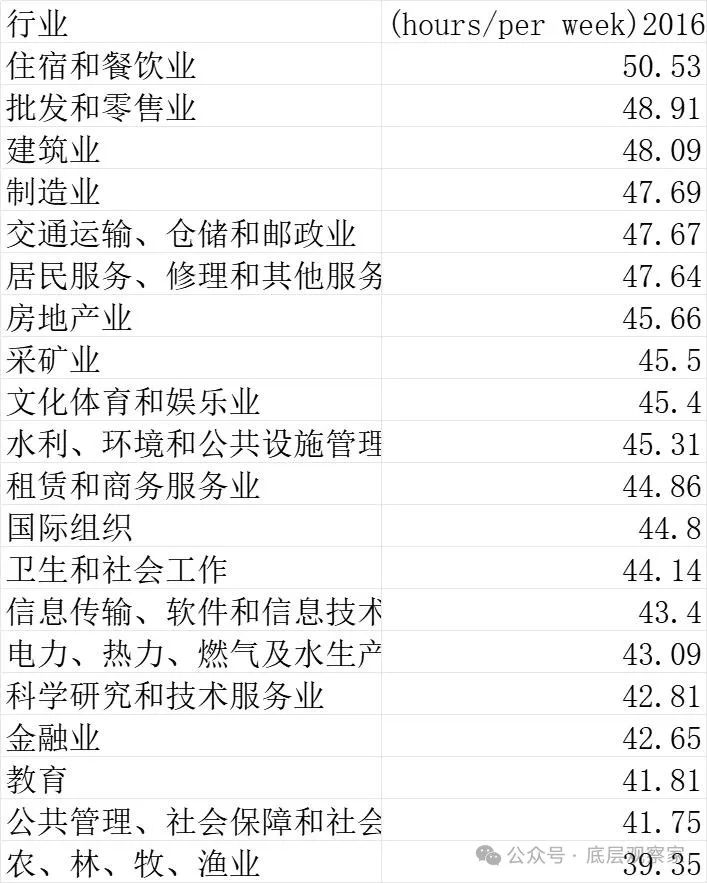 行业 (hours/per week)2016
住宿和餐饮业 50.53
批发和零售业 48.91
建筑业 48.09
制造业 47.69
交通运输、仓储和邮政业 47.67
居民服务、修理和其他服务 47.64
房地产业 45.66
采矿业 45.5
文化体育和娱乐业 45.4
水利、环境和公共设施管理 45.31
租赁和商务服务业 44.86
国际组织 44.8
卫生和社会工作 44.14
信息传输、软件和信息技术 43.4
电力、热力、燃气及水生产 43.09
科学研究和技术服务业 42.81
金融业 42.65
教育 41.81
公共管理、社会保障和社会 41.75
农、林、牧、渔业 39.35
公众号·底层观察家